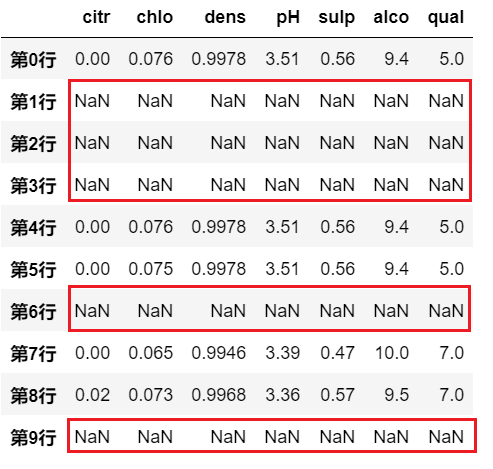 citr chlo dens pH sulp alco qual
第0行 0.00 0.076 0.9978 3.51 0.56 9.4 5.0
第1行 NaN NaN NaN NaN NaN NaN NaN
第2行 NaN NaN NaN NaN NaN NaN NaN
第3行 NaN NaN NaN NaN NaN NaN NaN
第4行 0.00 0.076 0.9978 3.51 0.56 9.4 5.0
第5行 0.00 0.075 0.9978 3.51 0.56 9.4 5.0
第6行 NaN NaN NaN NaN NaN NaN NaN
第7行 0.00 0.065 0.9946 3.39 0.47 10.0 7.0
第8行 0.02 0.073 0.9968 3.36 0.57 9.5 7.0
第9行 NaN NaN NaN NaN NaN NaN NaN